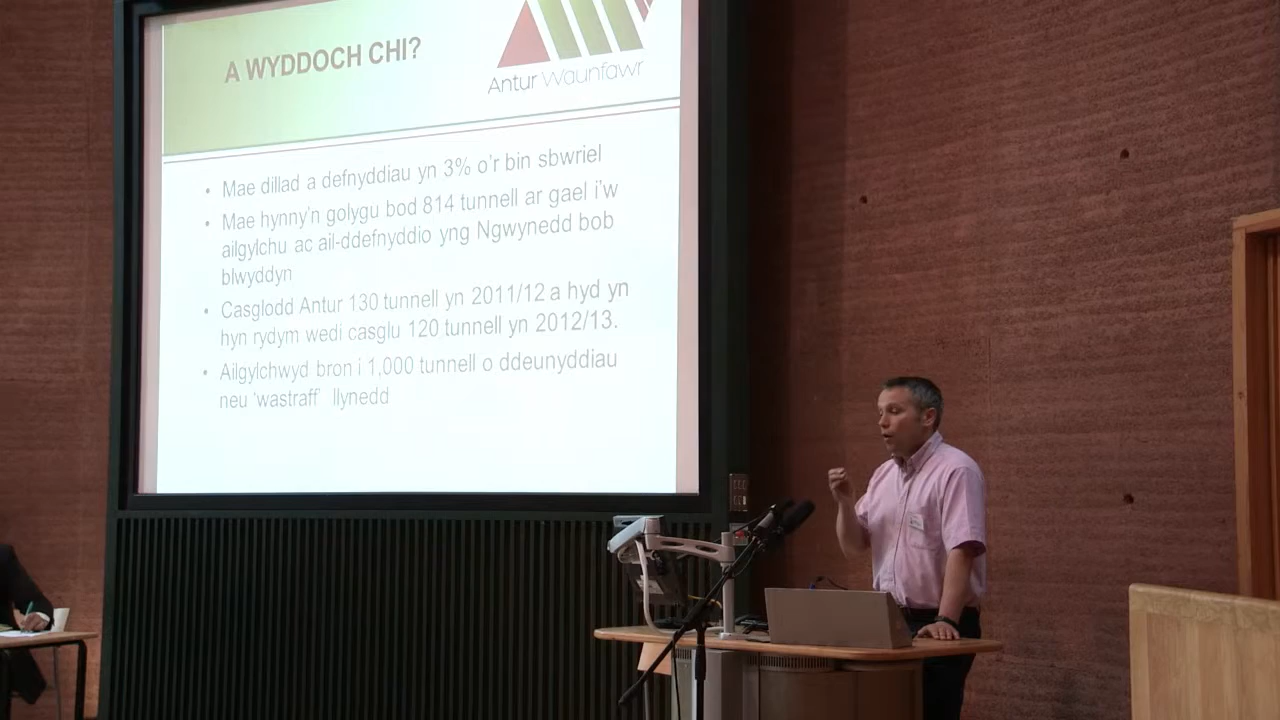 A WYDDOCH CHI?
Antur Waunfawr
• Mae dillad a defnyddiau yn 3% o'r bin sbwriel
• Mae hynny'n golygu bod 814 tunnell ar gael i'w
ailgylchu ac ail-ddefnyddio yng Ngwynedd bob
blwyddyn
• Casglodd Antur 130 tunnell yn 2011/12 a hyd yn
hyn rydym wedi casglu 120 tunnell yn 2012/13.
• Ailgylchwyd bron i 1,000 tunnell o ddeunyddiau
neu 'wastraff' llynedd